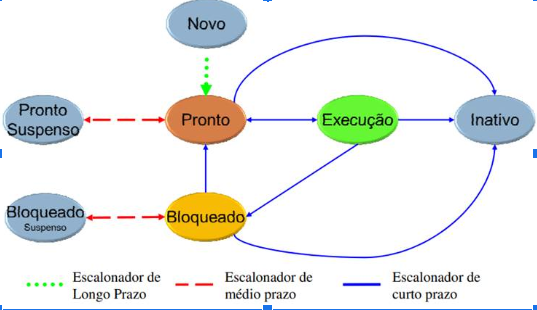 Novo
Pronto
Suspenso
Pronto
Execução
Inativo
Bloqueado
Suspenso
Bloqueado
Escalonador de
Longo Prazo
Escalonador de
médio prazo
Escalonador de
curto prazo